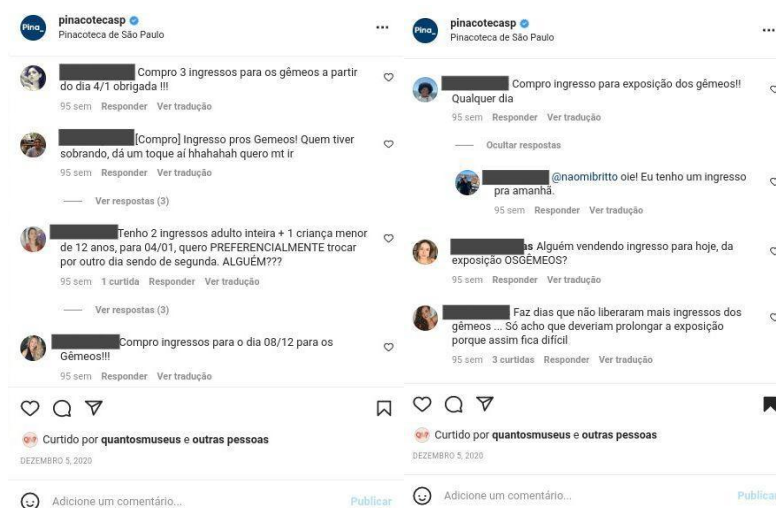 Pina_
pinacotecasp
Pinacoteca de São Paulo
Compro 3 ingressos para os gêmeos a partir
do dia 4/1 obrigada !!!
95 sem Responder Ver tradução
[Compro] Ingresso pros Gemeos! Quem tiver
sobrando, dá um toque aí hhahahah quero mt ir
95 sem Responder Ver tradução
Ver respostas (3)
Tenho 2 ingressos adulto inteira + 1 criança menor
de 12 anos, para 04/01, quero PREFERENCIALMENTE trocar
por outro dia sendo de segunda. ALGUÉM???
95 sem 1 curtida Responder Ver tradução
Ver respostas (3)
Compro ingressos para o dia 08/12 para os
Gêmeos!!!
95 sem Responder Ver tradução
Curtido por quantosmuseus e outras pessoas
DEZEMBRO 5, 2020
Adicione um comentário... Publicar
Pina_
pinacotecasp
Pinacoteca de São Paulo
Compro ingresso para exposição dos gêmeos!!
Qualquer dia
95 sem Responder Ver tradução
Ocultar respostas
@naomibritto oie! Eu tenho um ingresso
pra amanhã.
95 sem Responder Ver tradução
as Alguém vendendo ingresso para hoje, da
exposição OSGÊMEOS?
95 sem Responder Ver tradução
Faz dias que não liberaram mais ingressos dos
gêmeos ... Só acho que deveriam prolongar a exposição
porque assim fica difícil
95 sem 3 curtidas Responder Ver tradução
Curtido por quantosmuseus e outras pessoas
DEZEMBRO 5, 2020
Adicione um comentário... Publicar